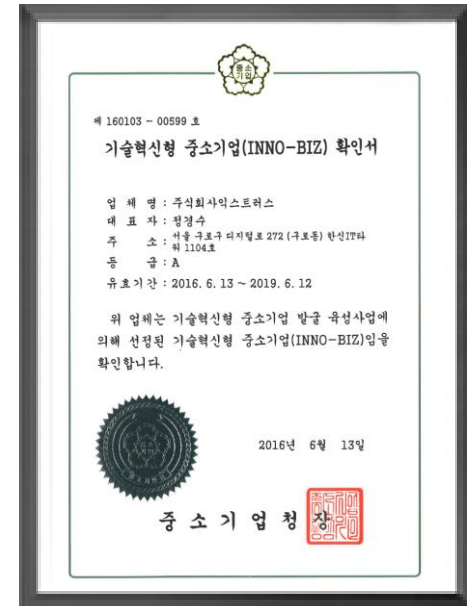 중소
기업
제 160103 - 00599 호
기술혁신형 중소기업(INNO-BIZ) 확인서
업 체 명 : 주식회사익스트러스
대 표 자 : 정경수
주 소 : 서울 구로구 디지털로 272 (구로동) 한신IT타
워 1104호
등 급 : A
유효기간 : 2016. 6. 13 ~ 2019. 6. 12
위 업체는 기술혁신형 중소기업 발굴 육성사업에
의해 선정된 기술혁신형 중소기업(INNO-BIZ)임을
확인합니다.
2016년 6월 13일
중 소 기 업 청 장